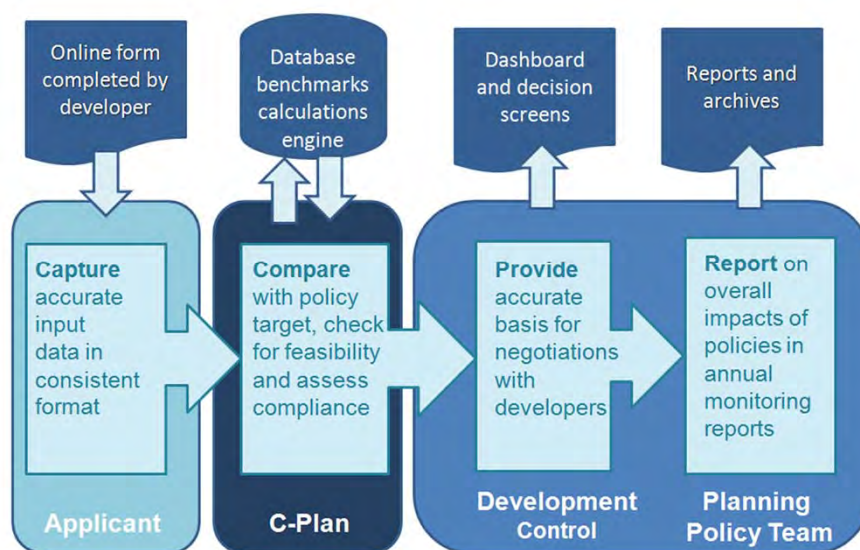 Online form
completed by
developer
Database
benchmarks
calculations
engine
Dashboard
and decision
screens
Reports and
archives
Capture
accurate
input
data in
consistent
format
Compare
with policy
target, check
for feasibility
and assess
compliance
Provide
accurate
basis for
negotiations
with
developers
Report on
overall
impacts of
policies in
annual
monitoring
reports
Applicant
C-Plan
Development
Control
Planning
Policy Team